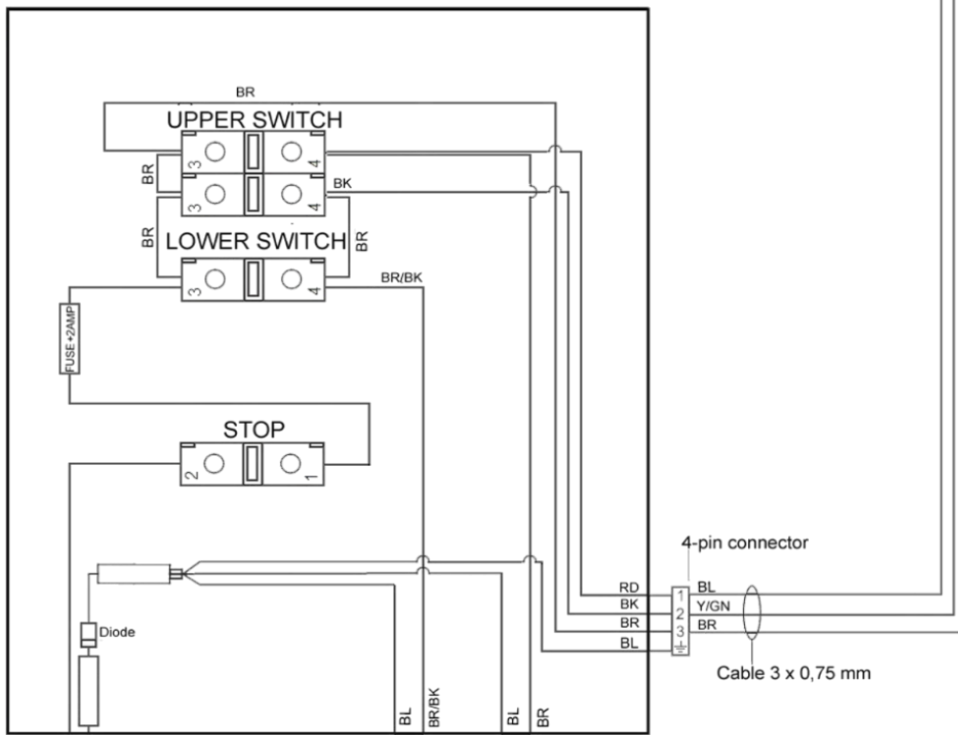 BR
UPPER SWITCH
3
4
BR
3
BK
4
BR
LOWER SWITCH
BR
3
4
BR/BK
FUSE+2AMP
STOP
2
1
4-pin connector
RD
1
BL
BK
2
Y/GN
BR
3
BR
BL
Diode
Cable 3 x 0,75 mm
BL
BR/BK
BL
BR